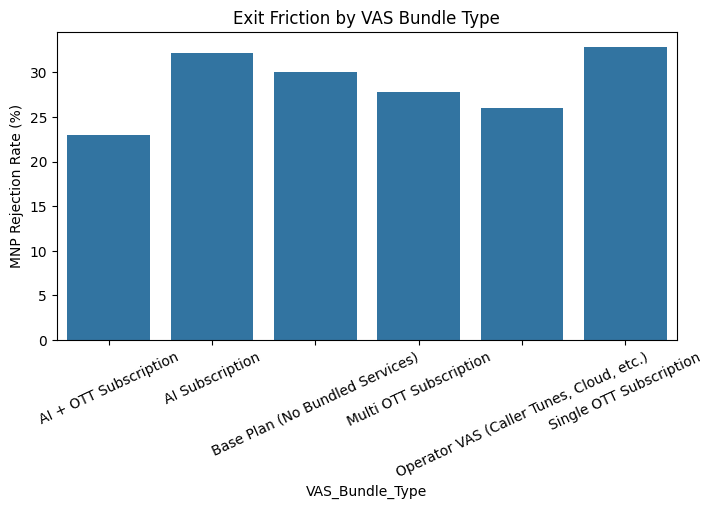 Exit Friction by VAS Bundle Type
MNP Rejection Rate (%)
30
25
20
15
10
5
0
AI + OTT Subscription
AI Subscription
Base Plan (No Bundled Services)
Multi OTT Subscription
Operator VAS (Caller Tunes, Cloud, etc.)
Single OTT Subscription
VAS_Bundle_Type